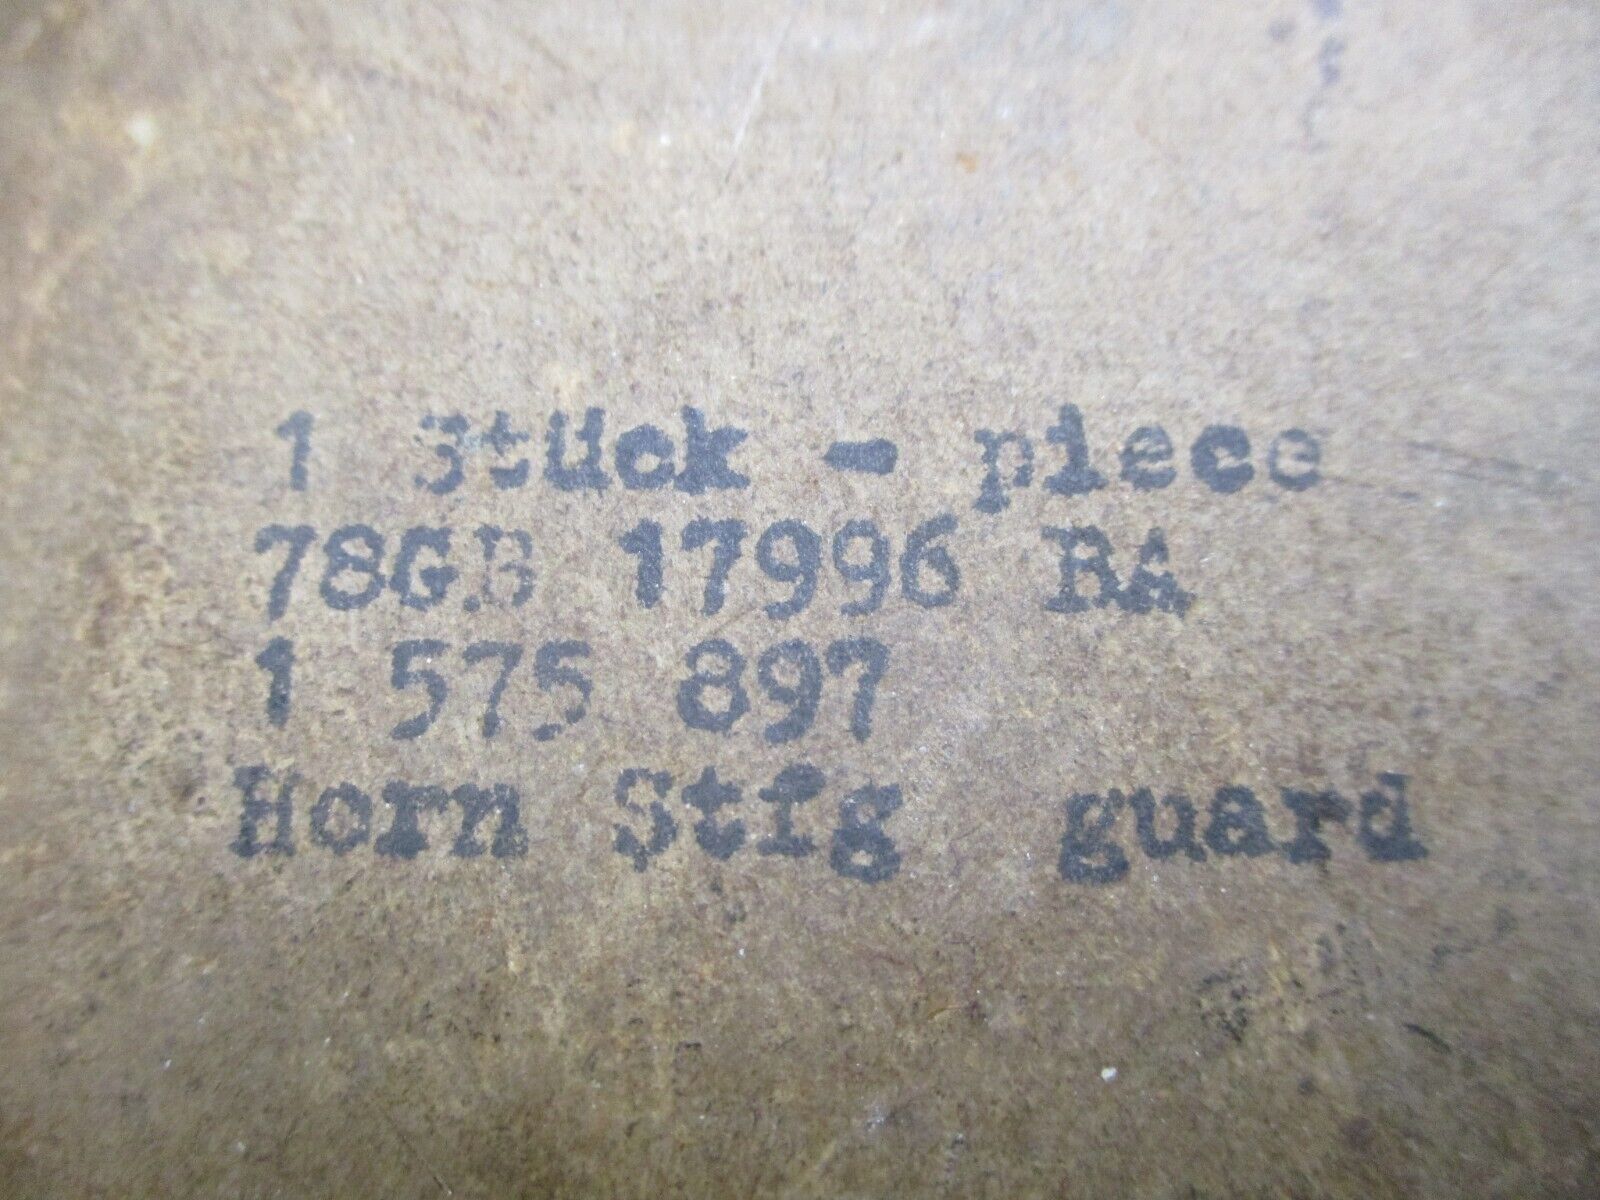 1 Stück - piece
78GB 17996 BA
1 575 897
Horn Stfg guard